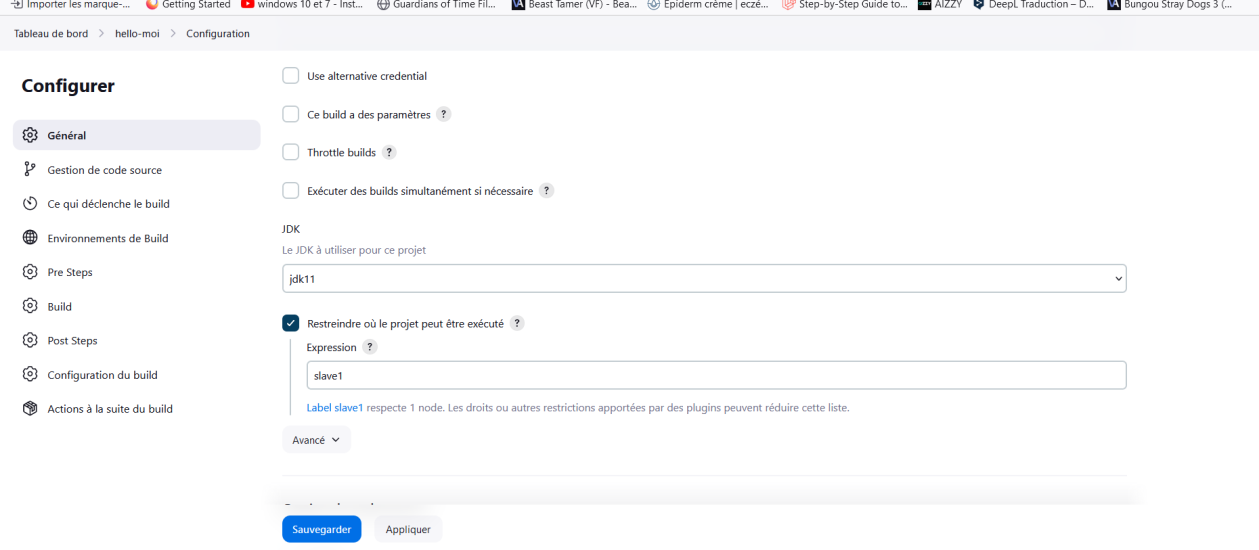 Importer les marque-... Getting Started windows 10 et 7 - Inst... Guardians of Time Fil... Beast Tamer (VF) - Bea... Epiderm crème | eczé... Step-by-Step Guide to... AIZZY DeepL Traduction – D... Bungou Stray Dogs 3 (...
Tableau de bord > hello-moi > Configuration
Configurer
Général
Gestion de code source
Ce qui déclenche le build
Environnements de Build
Pre Steps
Build
Post Steps
Configuration du build
Actions à la suite du build
Use alternative credential
Ce build a des paramètres ?
Throttle builds ?
Exécuter des builds simultanément si nécessaire ?
JDK
Le JDK à utiliser pour ce projet
jdk11
Restreindre où le projet peut être exécuté ?
Expression ?
slave1
Label slave1 respecte 1 node. Les droits ou autres restrictions apportées par des plugins peuvent réduire cette liste.
Avancé
Sauvegarder Appliquer